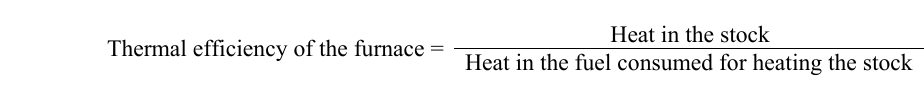 Thermal efficiency of the furnace = Heat in the stock
Heat in the fuel consumed for heating the stock